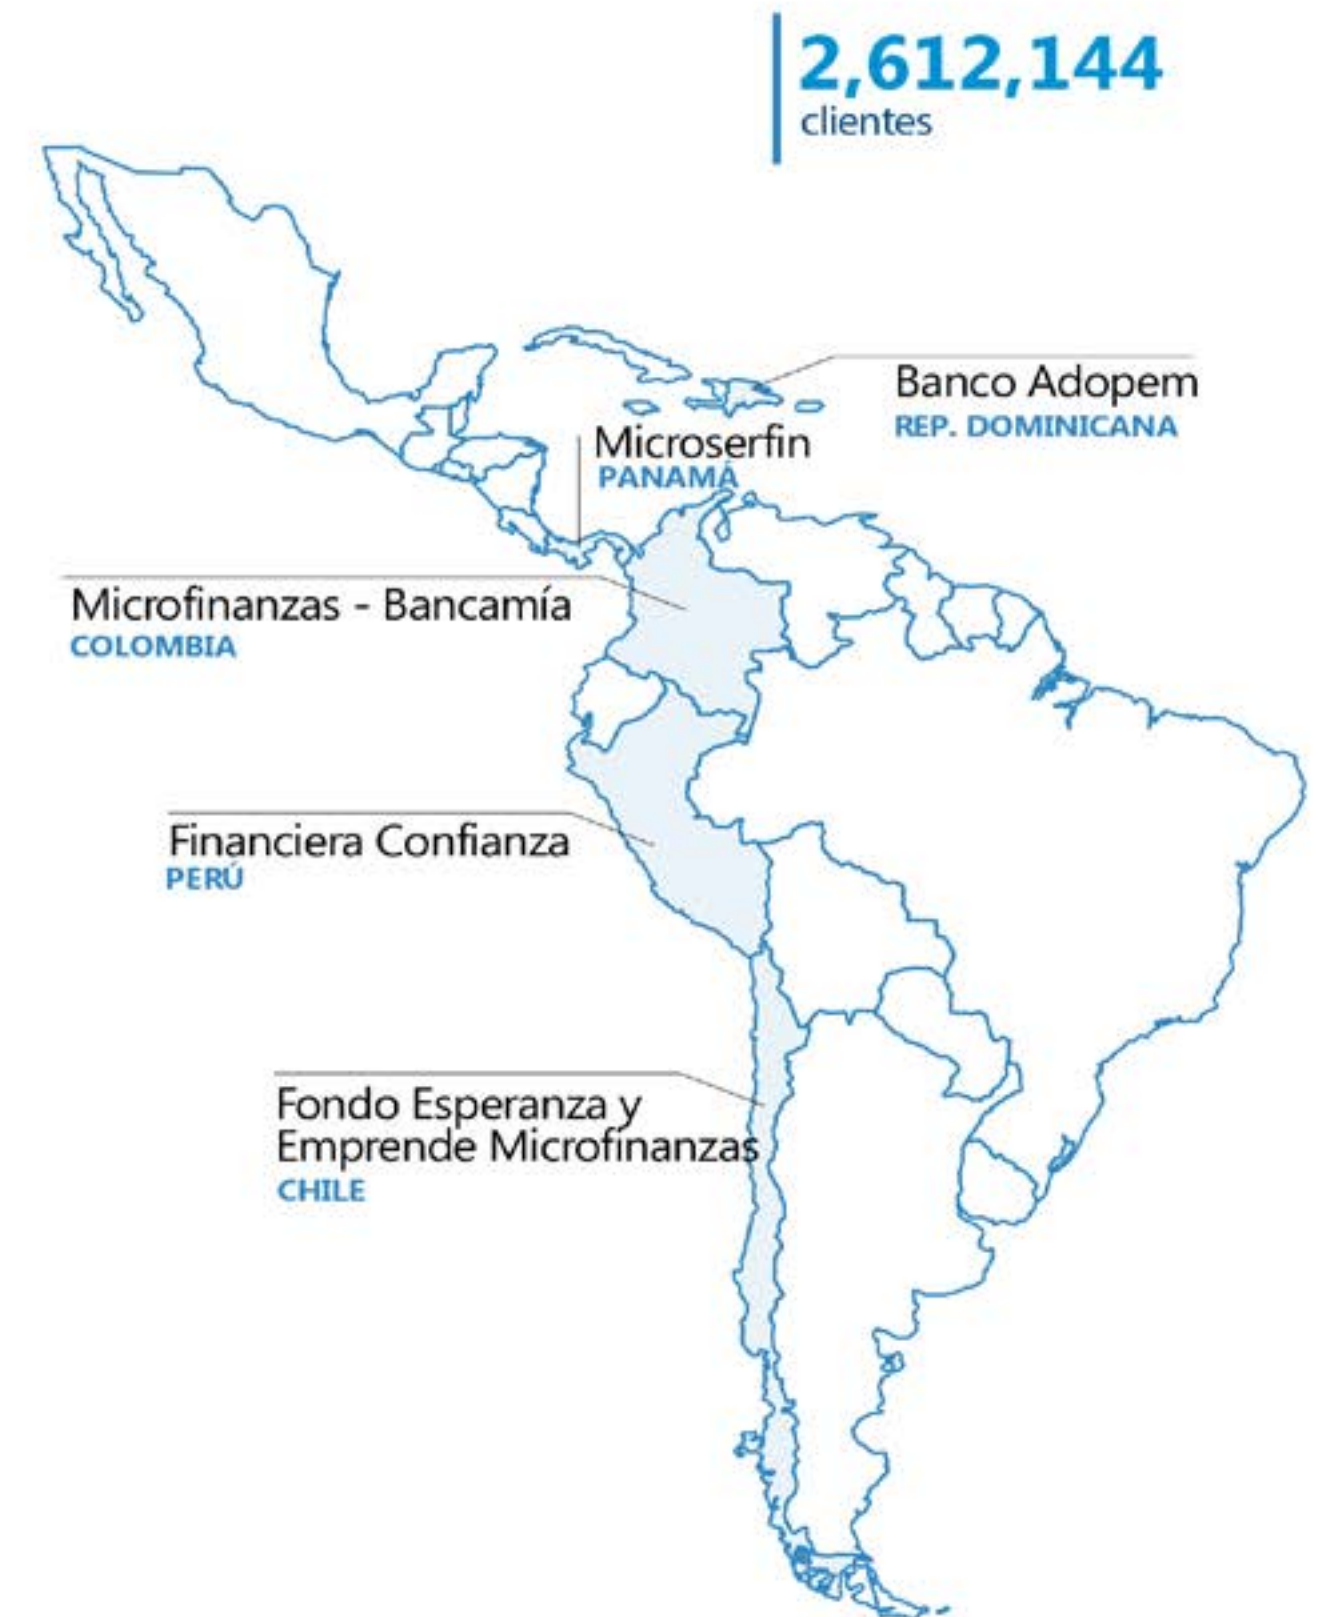 2,612,144
clientes
Banco Adopem
REP. DOMINICANA
Microserfin
PANAMÁ
Microfinanzas - Bancamía
COLOMBIA
Financiera Confianza
PERÚ
Fondo Esperanza y
Emprende Microfinanzas
CHILE